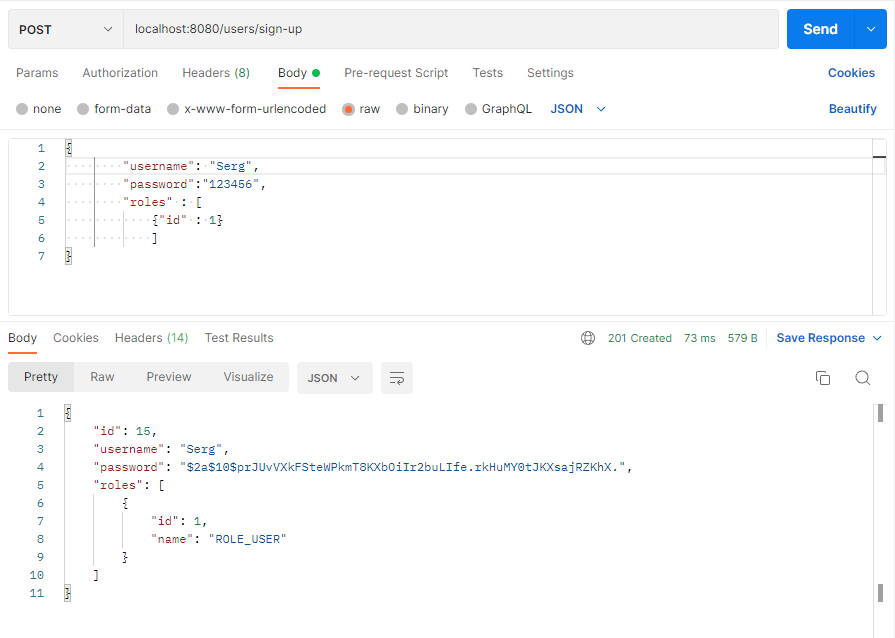 POST localhost:8080/users/sign-up Send
Params Authorization Headers (8) Body Pre-request Script Tests Settings Cookies
none form-data x-www-form-urlencoded raw binary GraphQL JSON Beautify
1 {
2 "username": "Serg",
3 "password":"123456",
4 "roles" : [
5 {"id" : 1}
6 ]
7 }
Body Cookies Headers (14) Test Results 201 Created 73 ms 579 B Save Response
Pretty Raw Preview Visualize JSON
1 {
2 "id": 15,
3 "username": "Serg",
4 "password": "$2a$10$prJUvVXkFSteWPkmT8KXbOiIr2buLIfe.rkHuMY0tJKXsajRZKhX.",
5 "roles": [
6 {
7 "id": 1,
8 "name": "ROLE_USER"
9 }
10 ]
11 }